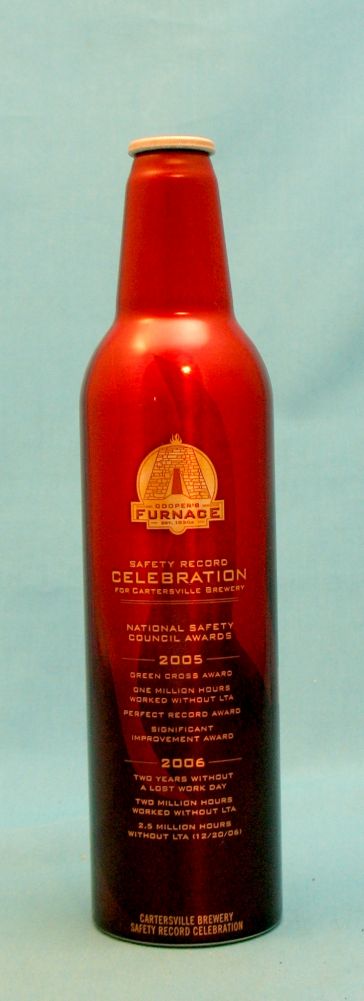 COOPER'S
FURNACE
EST. 1830s
SAFETY RECORD
CELEBRATION
FOR CARTERSVILLE BREWERY
NATIONAL SAFETY
COUNCIL AWARDS
2005
GREEN CROSS AWARD
ONE MILLION HOURS
WORKED WITHOUT LTA
PERFECT RECORD AWARD
SIGNIFICANT
IMPROVEMENT AWARD
2006
TWO YEARS WITHOUT
A LOST WORK DAY
TWO MILLION HOURS
WORKED WITHOUT LTA
2.5 MILLION HOURS
WITHOUT LTA (12/20/06)
CARTERSVILLE BREWERY
SAFETY RECORD CELEBRATION